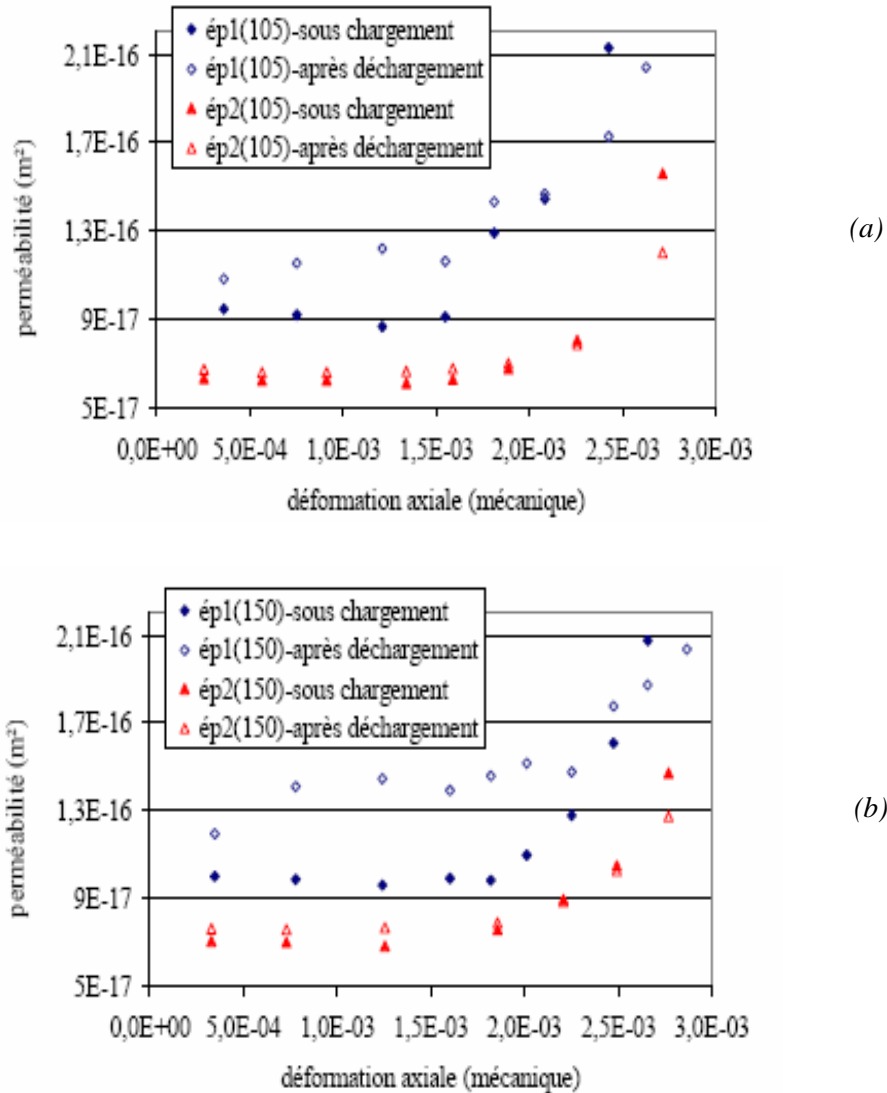 ép1(105)-sous chargement
ép1(105)-après déchargement
ép2(105)-sous chargement
ép2(105)-après déchargement
perméabilité (m²)
2,1E-16
1,7E-16
1,3E-16
9E-17
5E-17
0,0E+00 5,0E-04 1,0E-03 1,5E-03 2,0E-03 2,5E-03 3,0E-03
déformation axiale (mécanique)
(a)
ép1(150)-sous chargement
ép1(150)-après déchargement
ép2(150)-sous chargement
ép2(150)-après déchargement
perméabilité (m²)
2,1E-16
1,7E-16
1,3E-16
9E-17
5E-17
0,0E+00 5,0E-04 1,0E-03 1,5E-03 2,0E-03 2,5E-03 3,0E-03
déformation axiale (mécanique)
(b)